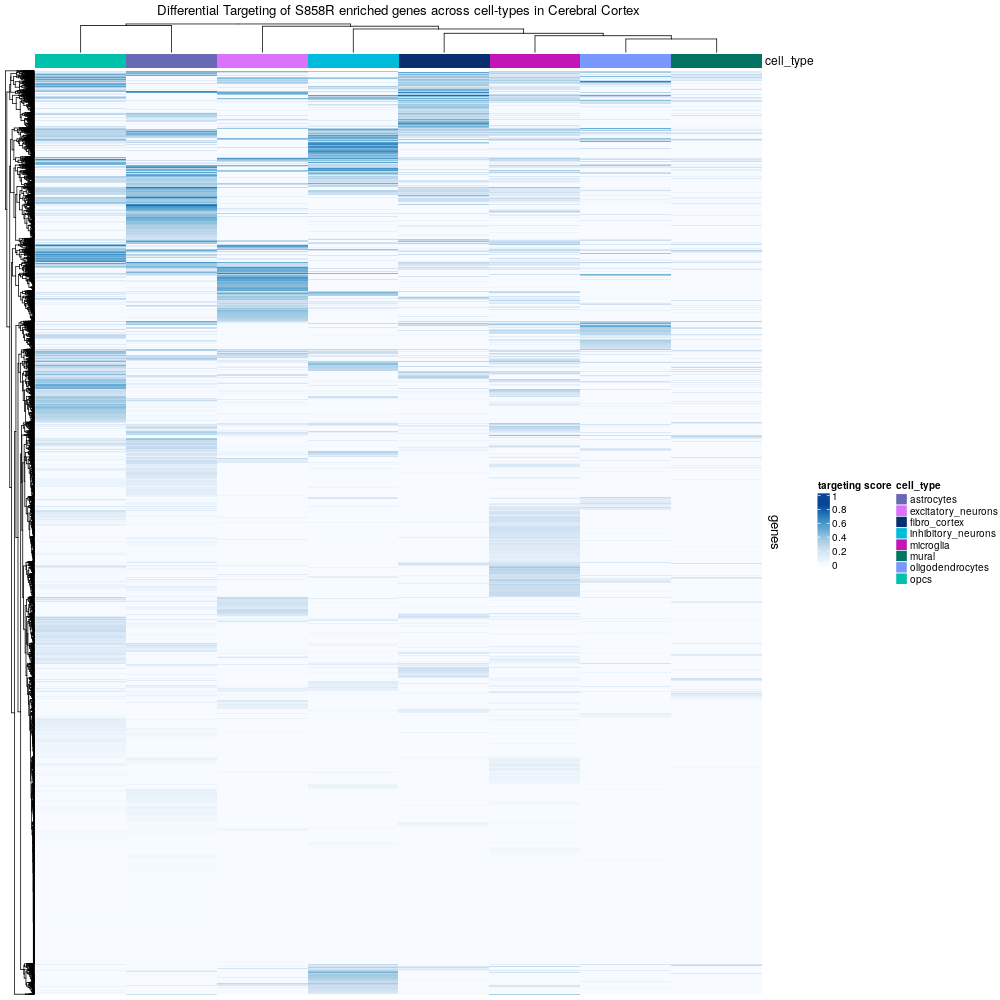 Differential Targeting of S858R enriched genes across cell-types in Cerebral Cortex
cell_type
genes
targeting score
1
0.8
0.6
0.4
0.2
0
cell_type
astrocytes
excitatory_neurons
fibro_cortex
inhibitory_neurons
microglia
mural
oligodendrocytes
opcs